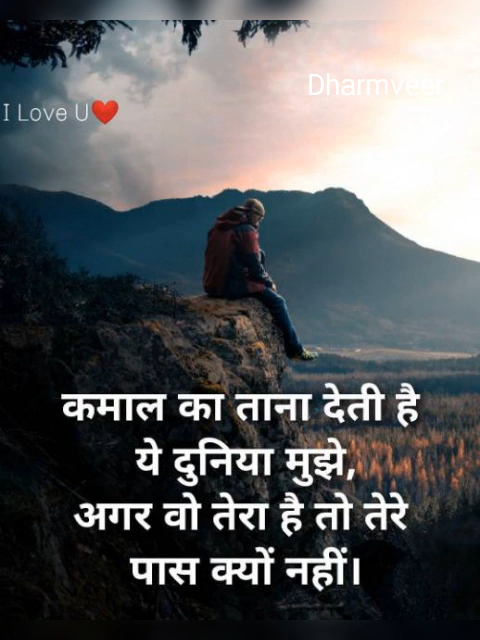 Dharmveer
I Love U❤️
कमाल का ताना देती है
ये दुनिया मुझे,
अगर वो तेरा है तो तेरे
पास क्यों नहीं।